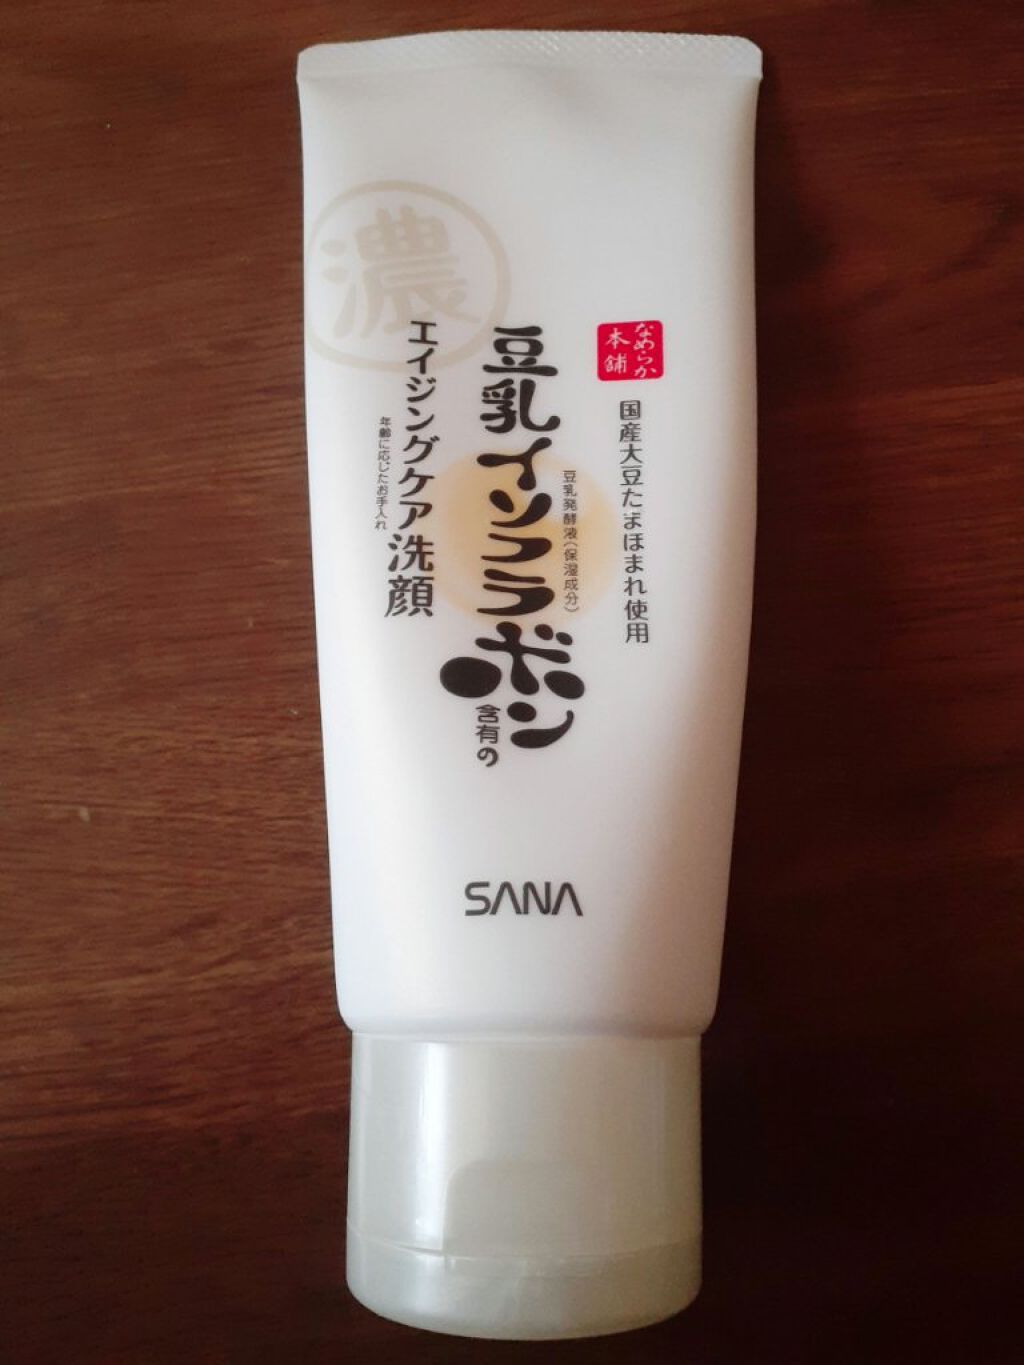 濃
なめらか
本舗
国産大豆たまほまれ使用
豆乳発酵液(保湿成分)
豆乳イソフラボン
含有の
エイジングケア洗顔
年齢に応じたお手入れ
SANA